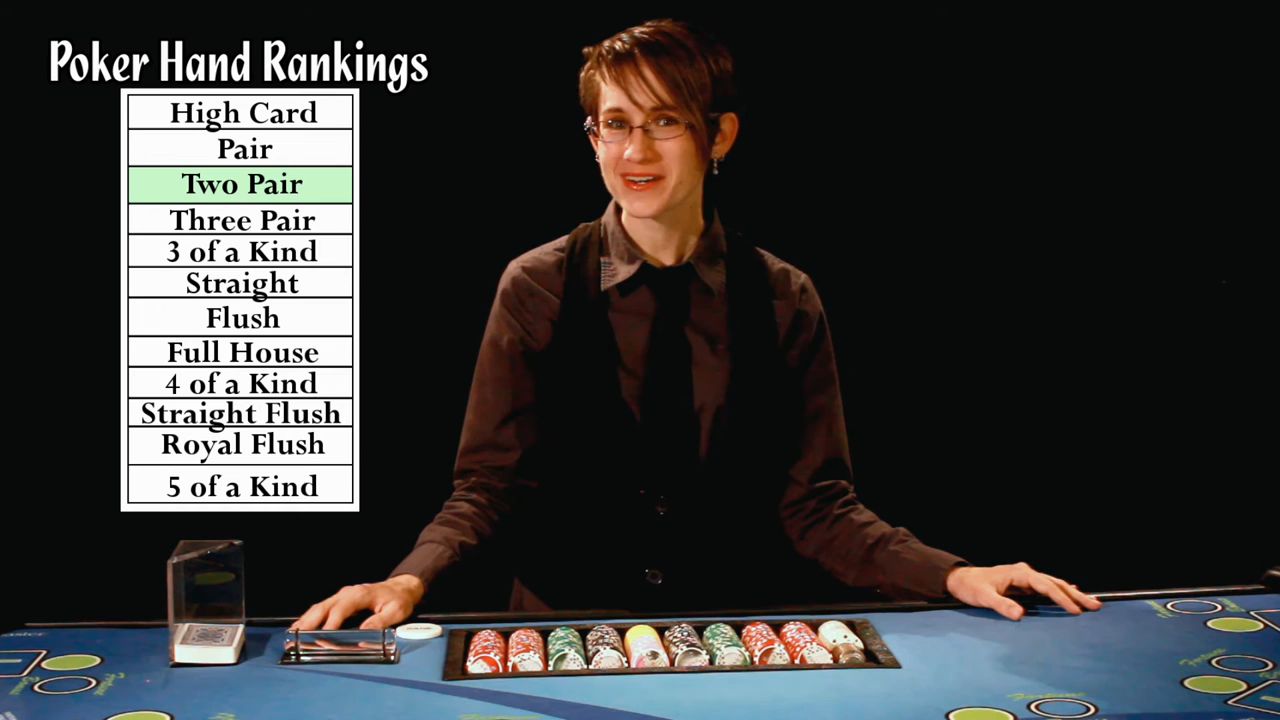 Poker Hand Rankings
High Card
Pair
Two Pair
Three Pair
3 of a Kind
Straight
Flush
Full House
4 of a Kind
Straight Flush
Royal Flush
5 of a Kind